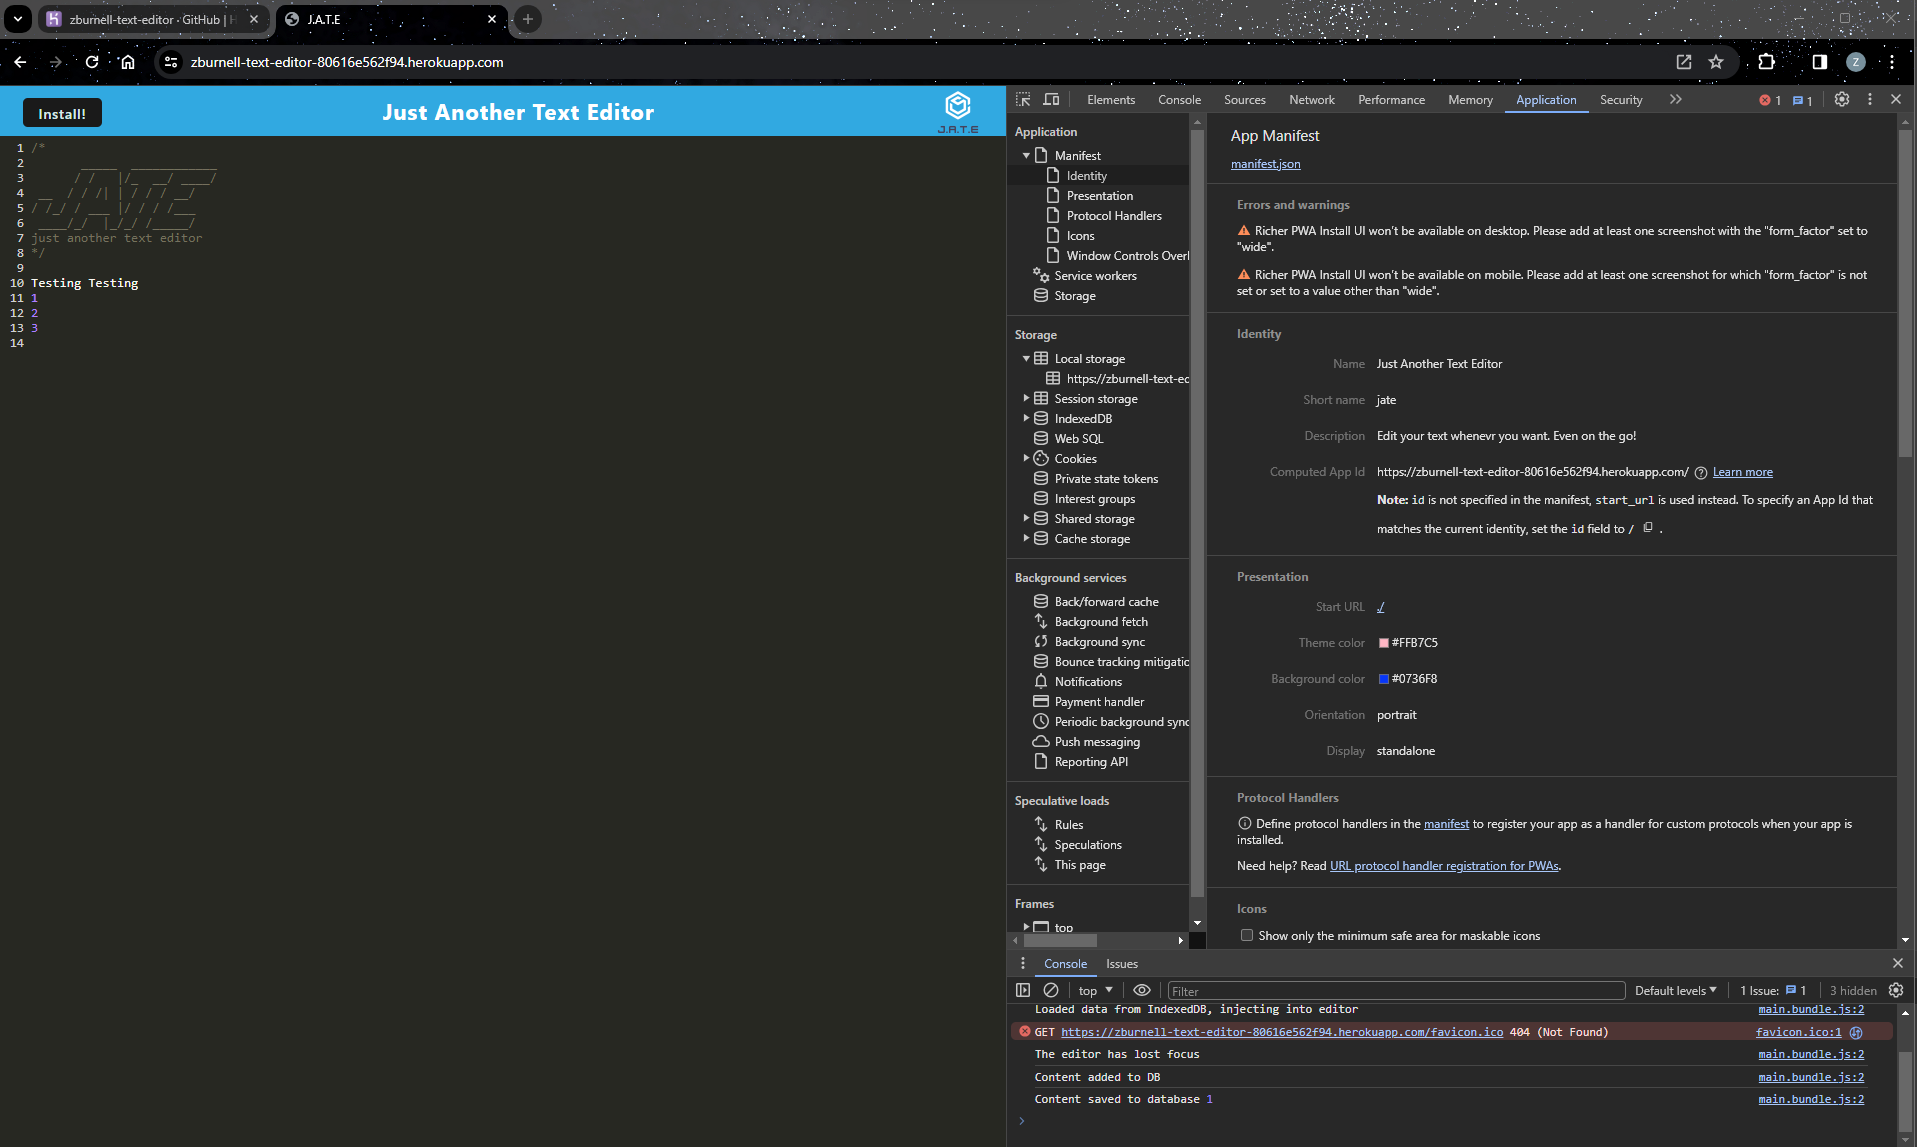 zburnell-text-editor · GitHub | H
J.A.T.E
zburnell-text-editor-80616e562f94.herokuapp.com
Z
Install!
Just Another Text Editor
J.A.T.E
1 /*
2
3
4
5
6
7 just another text editor
8 */
9
10 Testing Testing
11 1
12 2
13 3
14
Elements Console Sources Network Performance Memory Application Security 1 1
Application
Manifest
Identity
Presentation
Protocol Handlers
Icons
Window Controls Overl
Service workers
Storage
Storage
Local storage
https://zburnell-text-ed
Session storage
IndexedDB
Web SQL
Cookies
Private state tokens
Interest groups
Shared storage
Cache storage
Background services
Back/forward cache
Background fetch
Background sync
Bounce tracking mitigatio
Notifications
Payment handler
Periodic background sync
Push messaging
Reporting API
Speculative loads
Rules
Speculations
This page
Frames
top
App Manifest
manifest.json
Errors and warnings
Richer PWA Install UI won't be available on desktop. Please add at least one screenshot with the "form_factor" set to
"wide".
Richer PWA Install UI won't be available on mobile. Please add at least one screenshot for which "form_factor" is not
set or set to a value other than "wide".
Identity
Name Just Another Text Editor
Short name jate
Description Edit your text whenevr you want. Even on the go!
Computed App Id https://zburnell-text-editor-80616e562f94.herokuapp.com/ Learn more
Note: id is not specified in the manifest, start_url is used instead. To specify an App Id that
matches the current identity, set the id field to / .
Presentation
Start URL ./
Theme color #FFB7C5
Background color #0736F8
Orientation portrait
Display standalone
Protocol Handlers
Define protocol handlers in the manifest to register your app as a handler for custom protocols when your app is
installed.
Need help? Read URL protocol handler registration for PWAs.
Icons
Show only the minimum safe area for maskable icons
Console Issues
top Filter Default levels 1 Issue: 1 3 hidden
Loaded data from IndexedDB, injecting into editor main.bundle.js:2
GET https://zburnell-text-editor-80616e562f94.herokuapp.com/favicon.ico 404 (Not Found) favicon.ico:1
The editor has lost focus main.bundle.js:2
Content added to DB main.bundle.js:2
Content saved to database 1 main.bundle.js:2
>